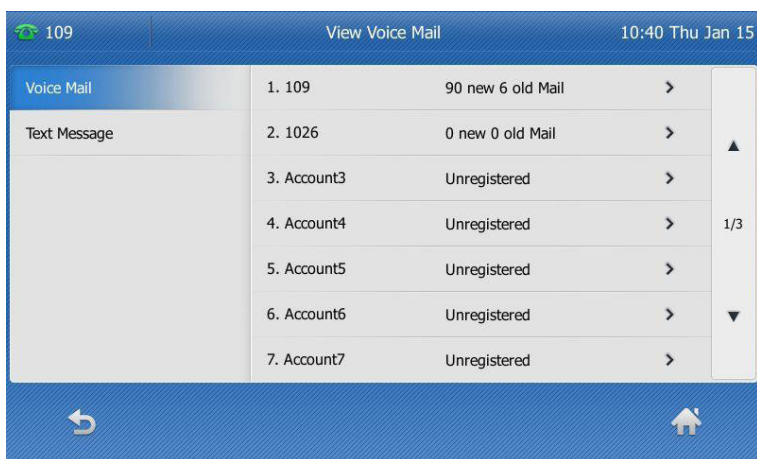 109 View Voice Mail 10:40 Thu Jan 15
Voice Mail 1. 109 90 new 6 old Mail
Text Message 2. 1026 0 new 0 old Mail
3. Account3 Unregistered
4. Account4 Unregistered 1/3
5. Account5 Unregistered
6. Account6 Unregistered
7. Account7 Unregistered